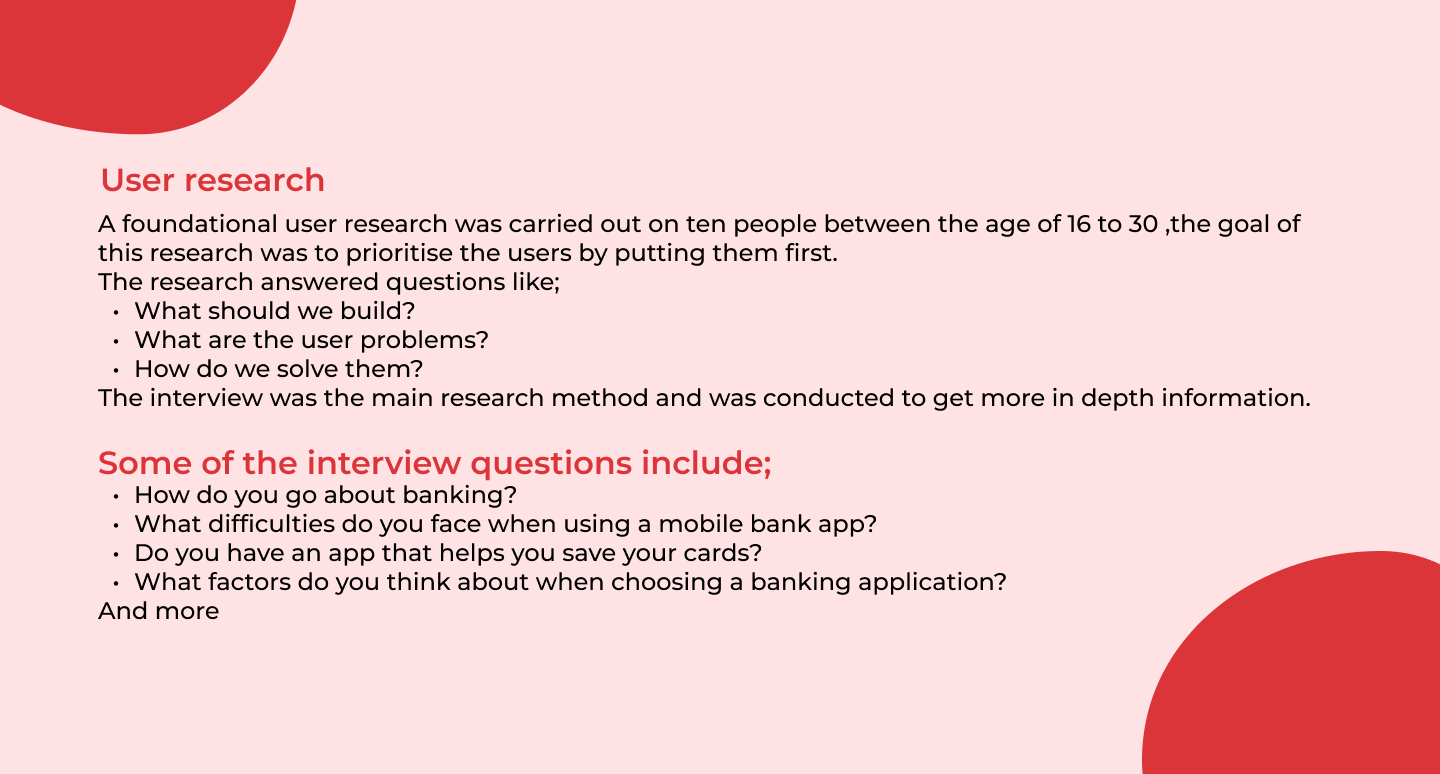 User research
A foundational user research was carried out on ten people between the age of 16 to 30 ,the goal of
this research was to prioritise the users by putting them first.
The research answered questions like;
• What should we build?
• What are the user problems?
• How do we solve them?
The interview was the main research method and was conducted to get more in depth information.
Some of the interview questions include;
• How do you go about banking?
• What difficulties do you face when using a mobile bank app?
• Do you have an app that helps you save your cards?
• What factors do you think about when choosing a banking application?
And more